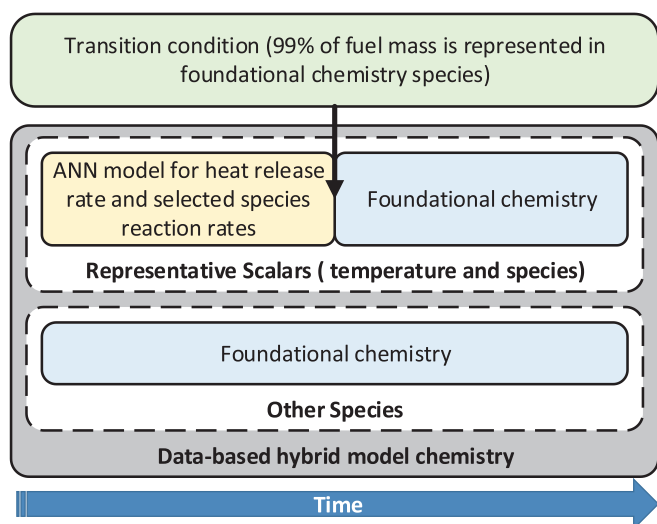 Transition condition (99% of fuel mass is represented in
foundational chemistry species)
ANN model for heat release
rate and selected species
reaction rates
Foundational chemistry
Representative Scalars ( temperature and species)
Foundational chemistry
Other Species
Data-based hybrid model chemistry
Time